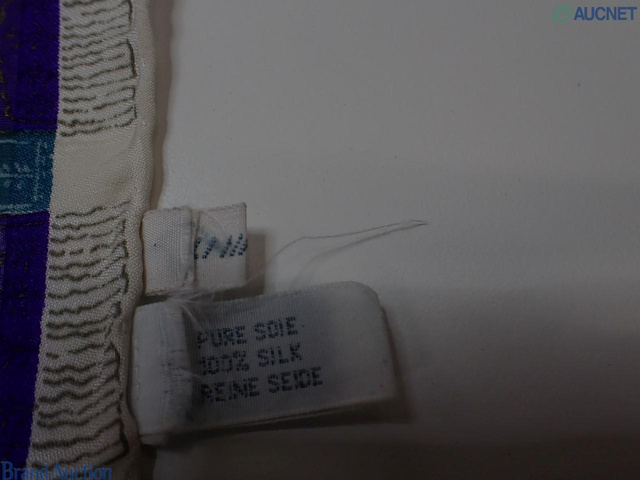 AUCNET
PURE SOIE
100% SILK
REINE SEIDE
Brand Auction